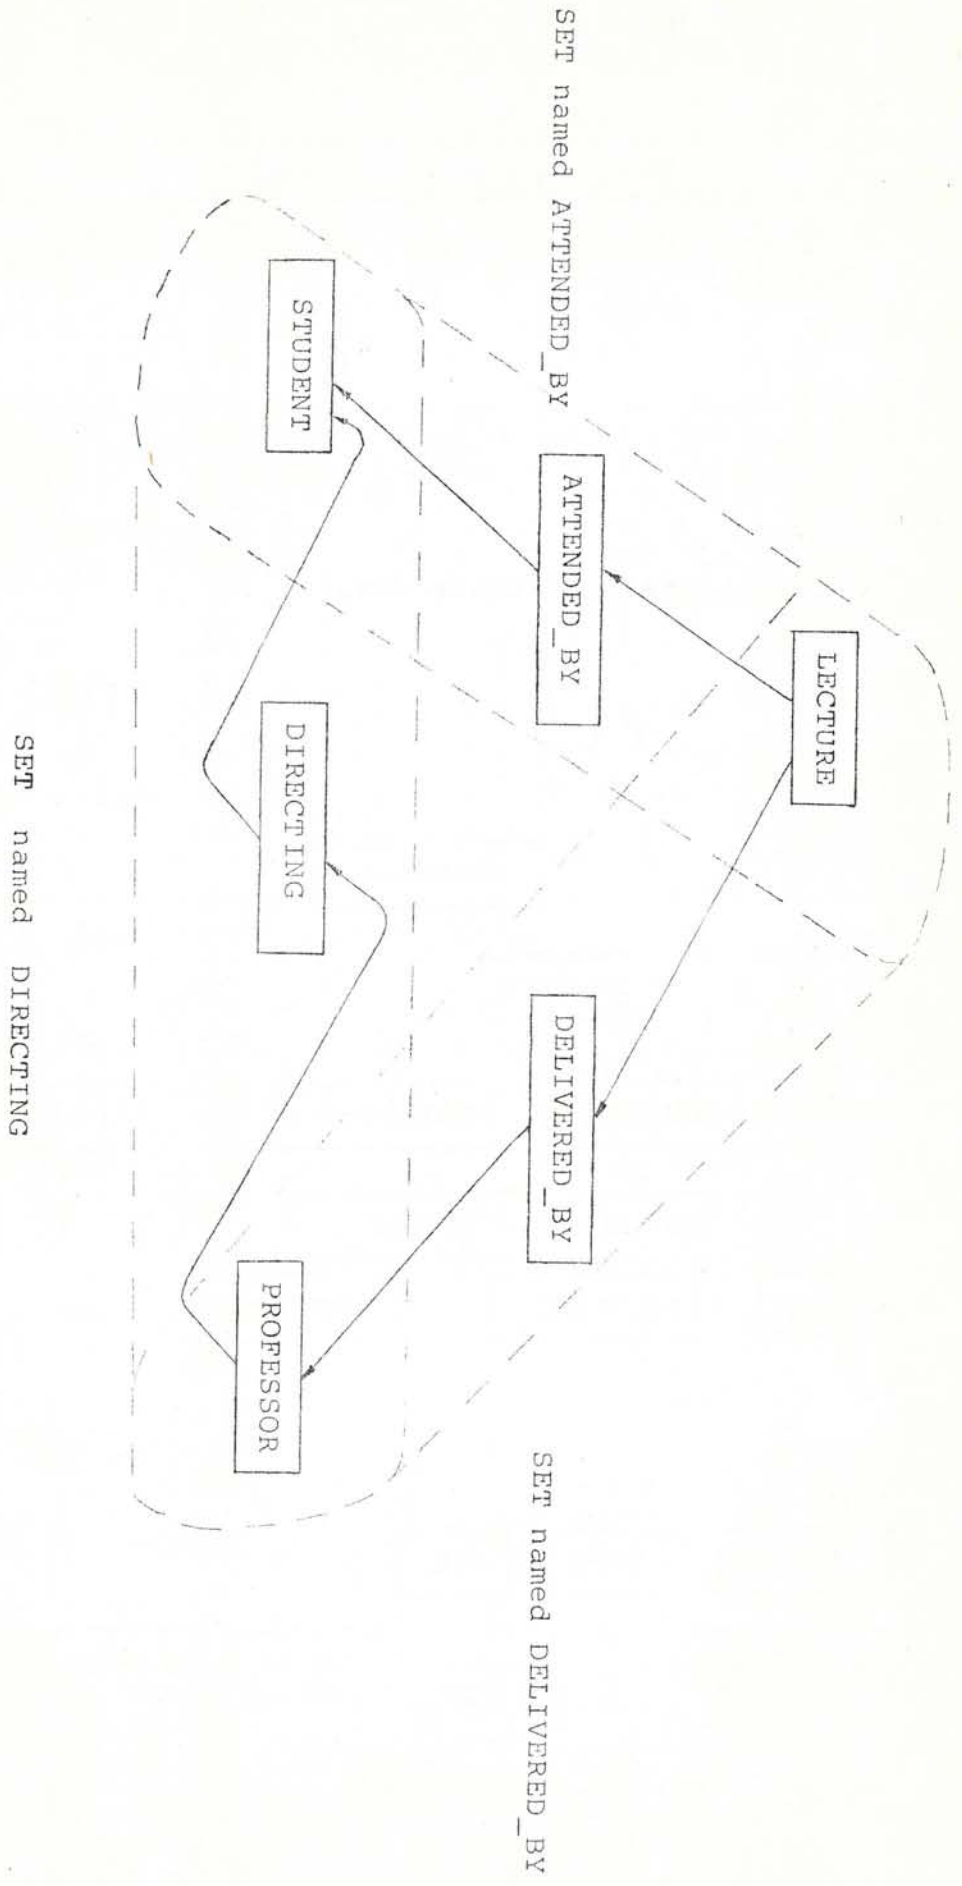 LECTURE
SET named ATTENDED_BY
ATTENDED_BY
DELIVERED_BY
SET named DELIVERED_BY
STUDENT
DIRECTING
PROFESSOR
SET named DIRECTING